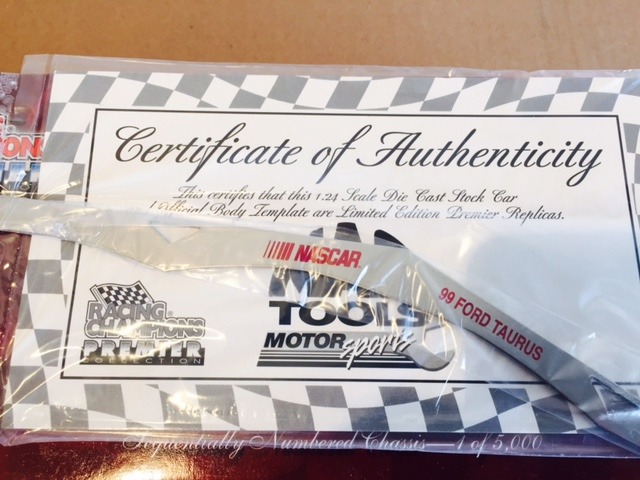 Certificate of Authenticity
This certifies that this 1:24 Scale Die Cast Stock Car
Official Body Template are Limited Edition Premier Replicas.
NASCAR
99 FORD TAURUS
RACING
CHAMPIONS
PREMIER
COLLECTION
TOOLS
MOTORsports
Sequentially Numbered Chassis—1 of 5,000